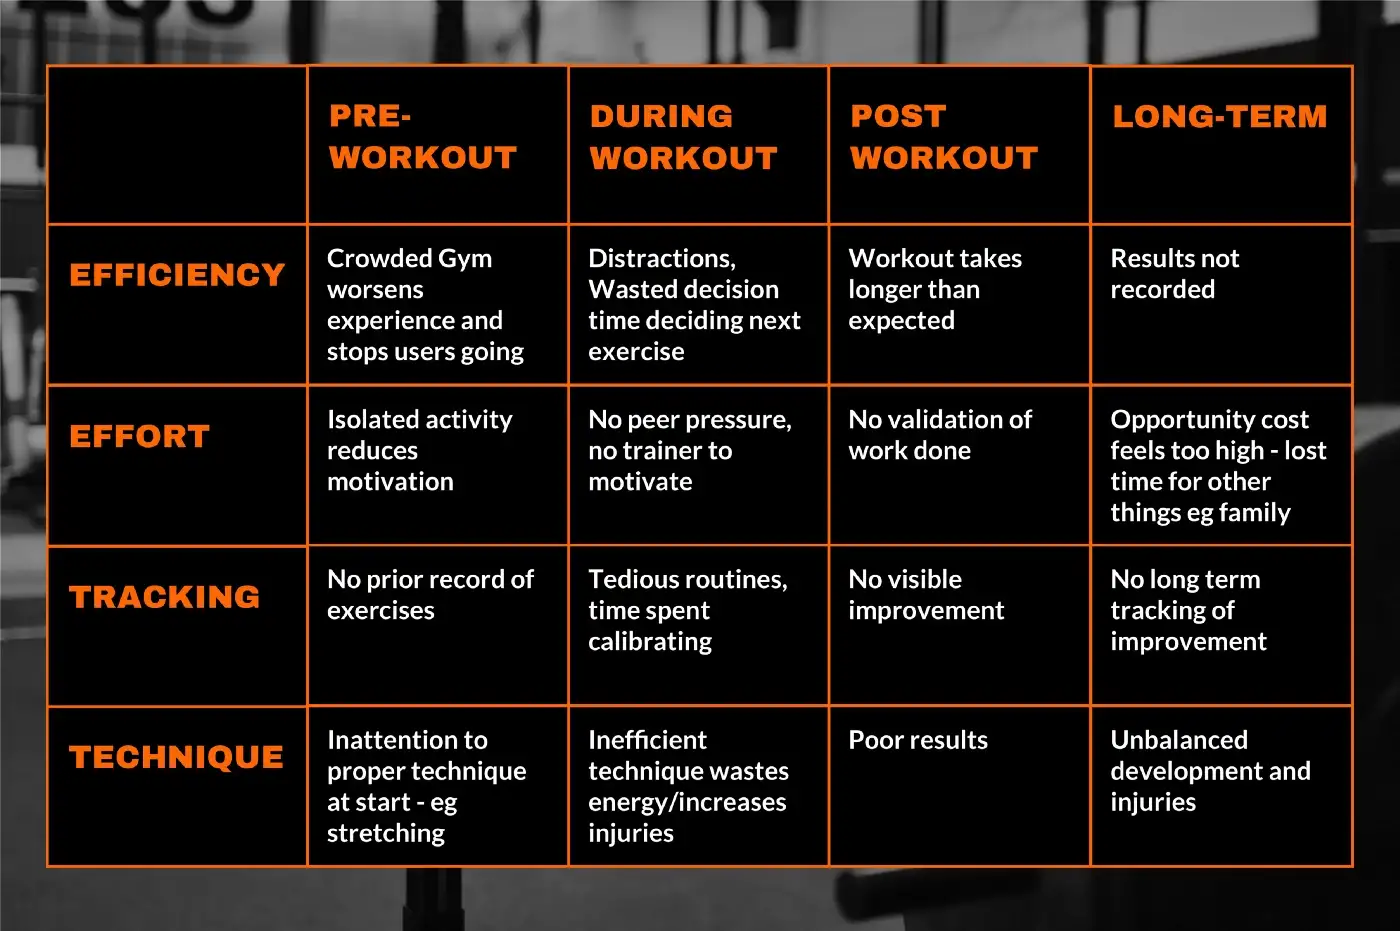 PRE-
WORKOUT
DURING
WORKOUT
POST
WORKOUT
LONG-TERM
EFFICIENCY
Crowded Gym
worsens
experience and
stops users going
Distractions,
Wasted decision
time deciding next
exercise
Workout takes
longer than
expected
Results not
recorded
EFFORT
Isolated activity
reduces
motivation
No peer pressure,
no trainer to
motivate
No validation of
work done
Opportunity cost
feels too high - lost
time for other
things eg family
TRACKING
No prior record of
exercises
Tedious routines,
time spent
calibrating
No visible
improvement
No long term
tracking of
improvement
TECHNIQUE
Inattention to
proper technique
at start - eg
stretching
Inefficient
technique wastes
energy/increases
injuries
Poor results
Unbalanced
development and
injuries